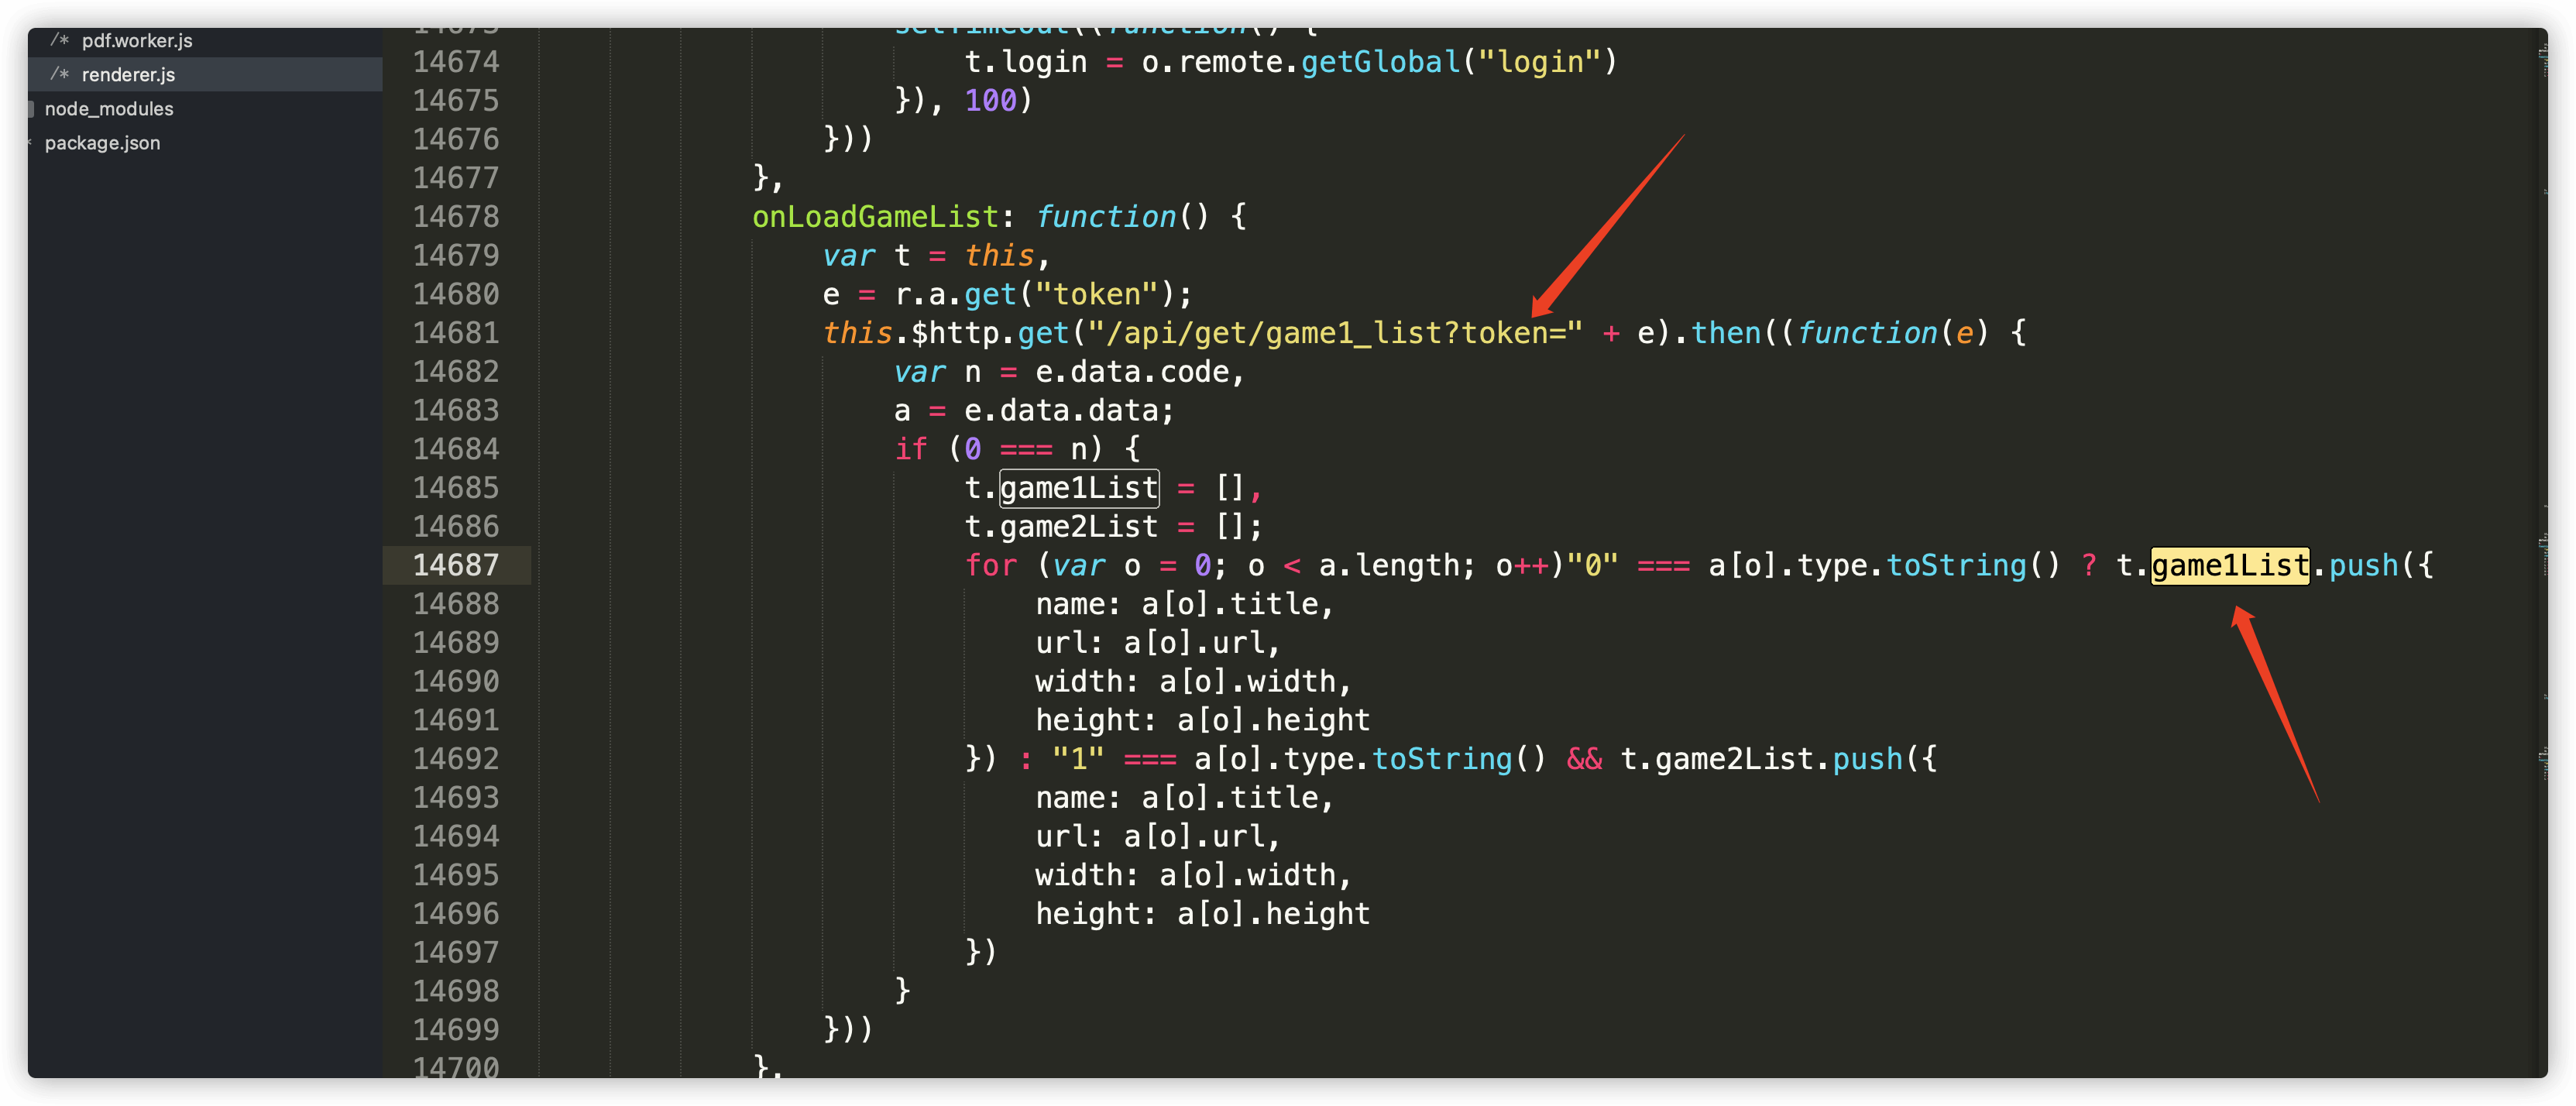 /* pdf.worker.js
/* renderer.js
node_modules
package.json
14673 setTimeout((function() {
14674 t.login = o.remote.getGlobal("login")
14675 }), 100)
14676 }))
14677 },
14678 onLoadGameList: function() {
14679 var t = this,
14680 e = r.a.get("token");
14681 this.$http.get("/api/get/game1_list?token=" + e).then((function(e) {
14682 var n = e.data.code,
14683 a = e.data.data;
14684 if (0 === n) {
14685 t.game1List = [],
14686 t.game2List = [];
14687 for (var o = 0; o < a.length; o++)"0" === a[o].type.toString() ? t.game1List.push({
14688 name: a[o].title,
14689 url: a[o].url,
14690 width: a[o].width,
14691 height: a[o].height
14692 }) : "1" === a[o].type.toString() && t.game2List.push({
14693 name: a[o].title,
14694 url: a[o].url,
14695 width: a[o].width,
14696 height: a[o].height
14697 })
14698 }
14699 }))
14700 },